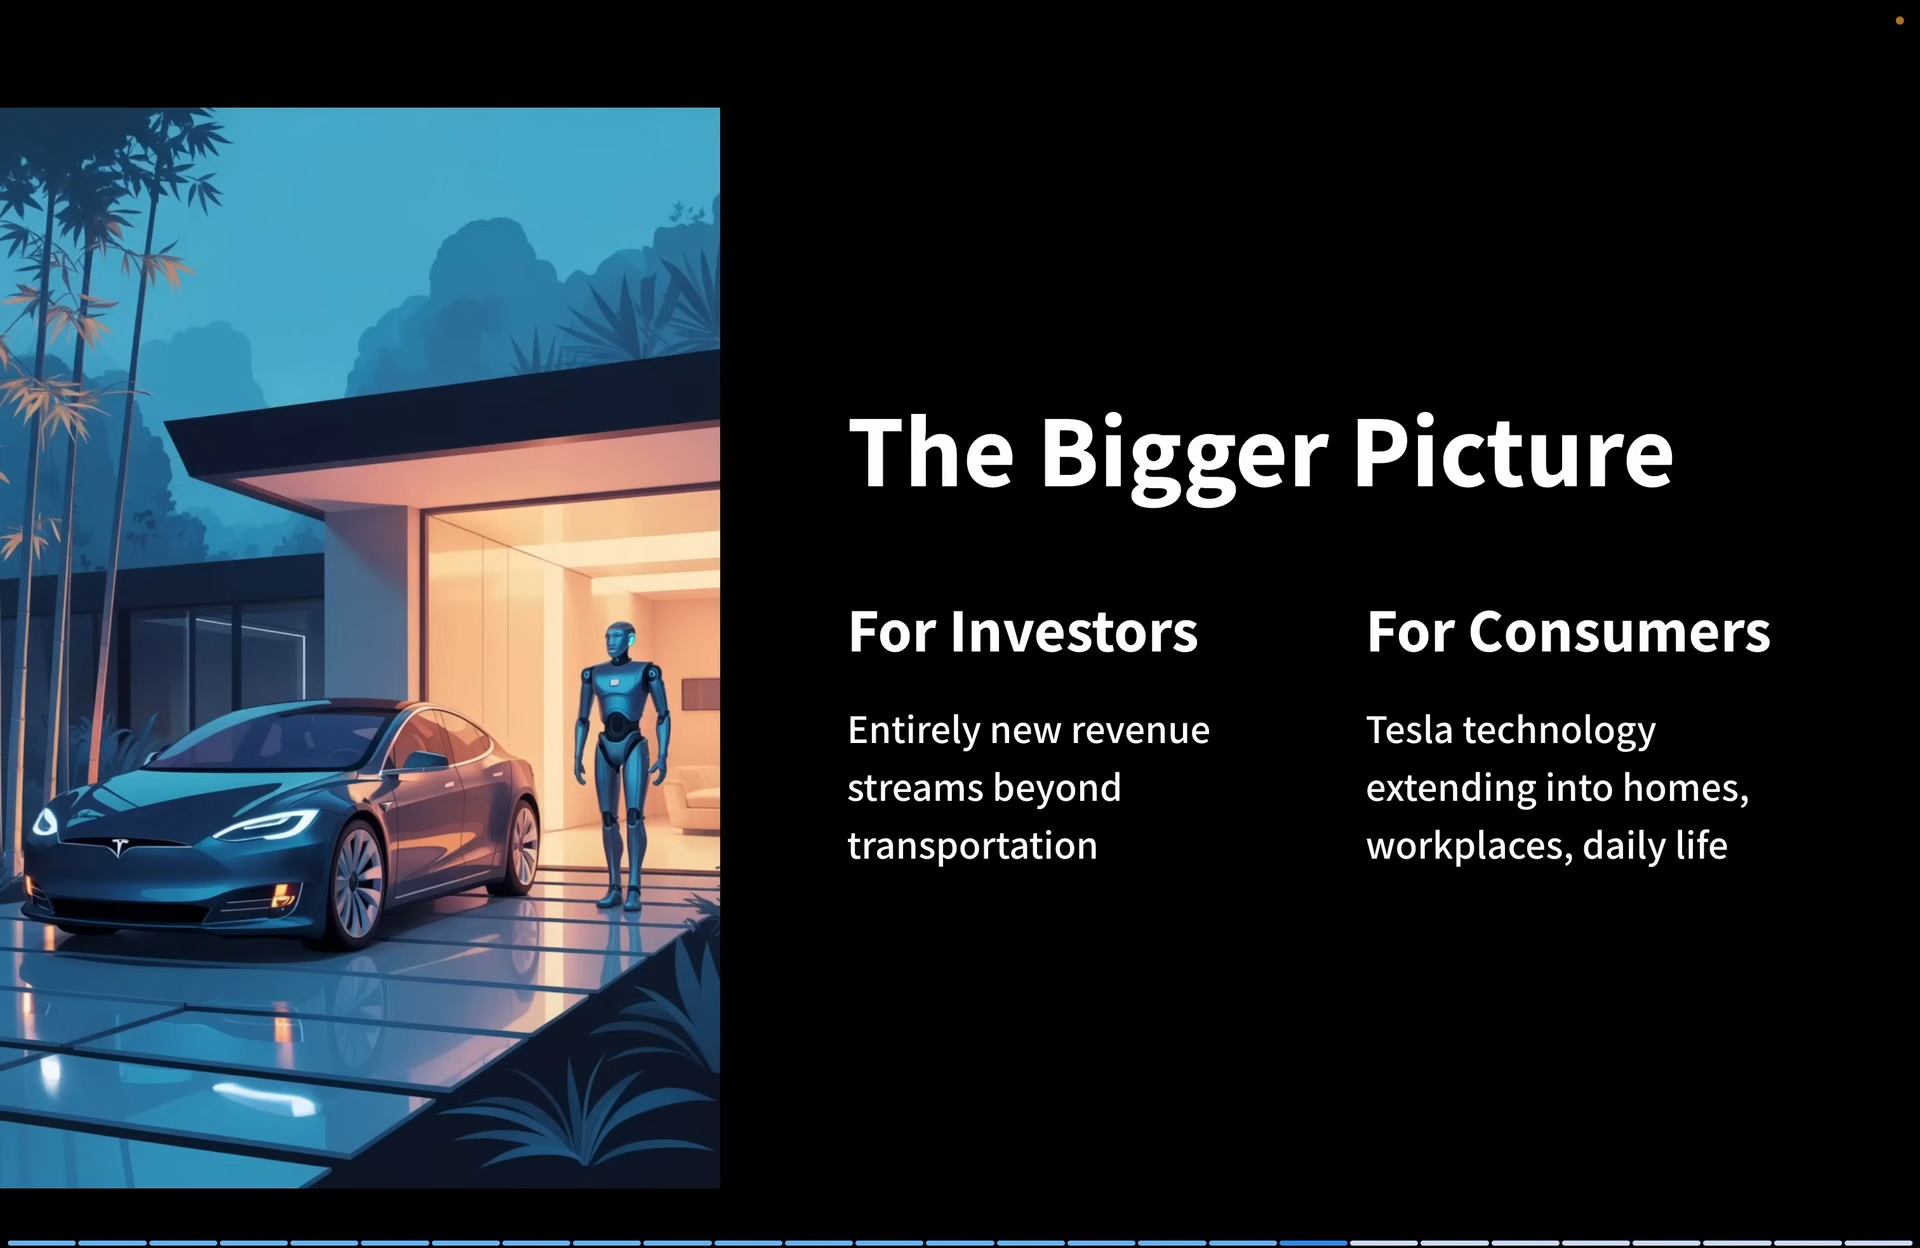 The Bigger Picture
For Investors
Entirely new revenue
streams beyond
transportation
For Consumers
Tesla technology
extending into homes,
workplaces, daily life